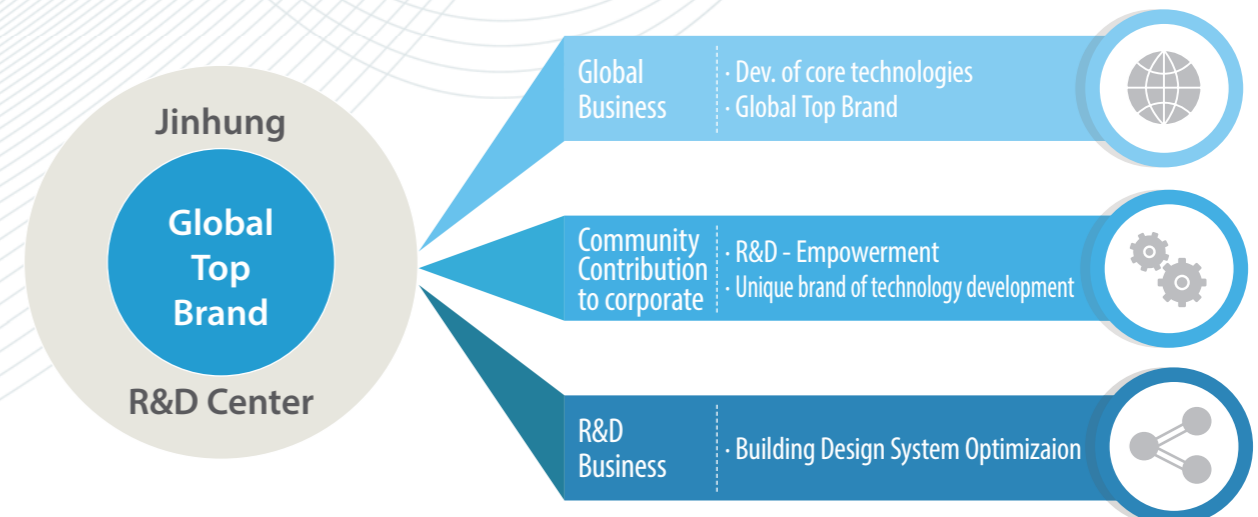 Jinhung
Global
Top
Brand
R&D Center
Global
Business
· Dev. of core technologies
· Global Top Brand
Community
Contribution
to corporate
· R&D - Empowerment
· Unique brand of technology development
R&D
Business
· Building Design System Optimizaion